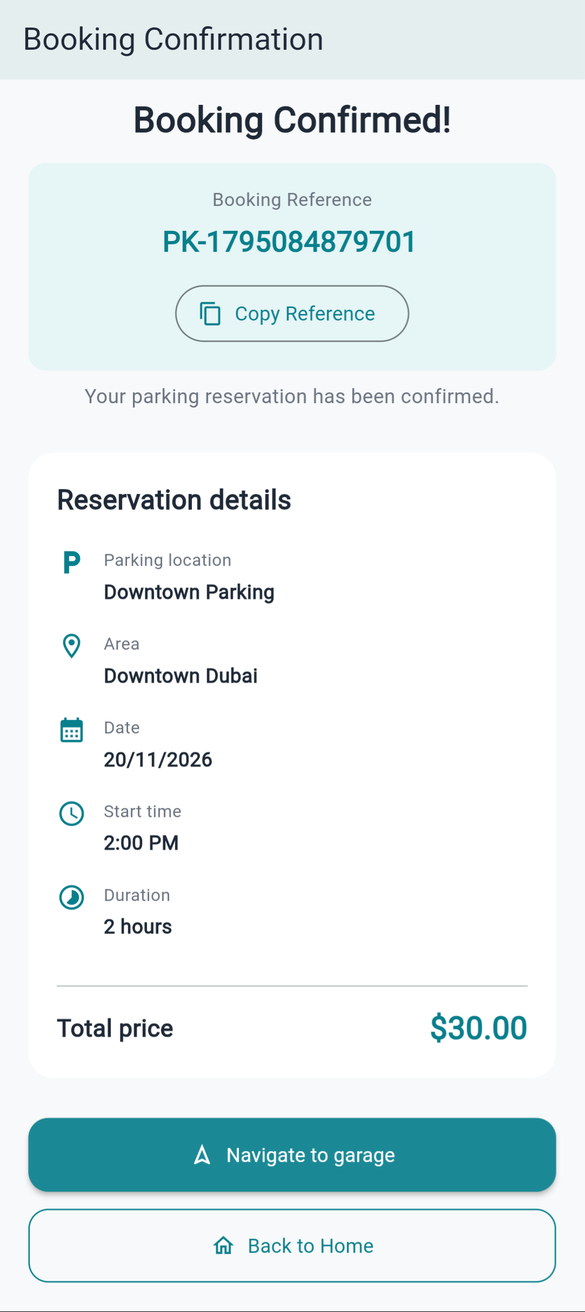 Booking Confirmation
Booking Confirmed!
Booking Reference
PK-1795084879701
Copy Reference
Your parking reservation has been confirmed.
Reservation details
P
Parking location
Downtown Parking
Area
Downtown Dubai
Date
20/11/2026
Start time
2:00 PM
Duration
2 hours
Total price
$30.00
Navigate to garage
Back to Home